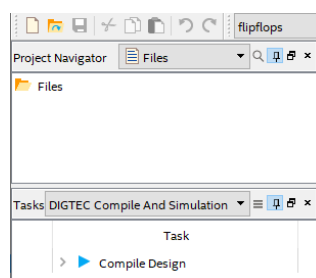 flipflops
Project Navigator Files
Files
Tasks DIGTEC Compile And Simulation
Task
Compile Design